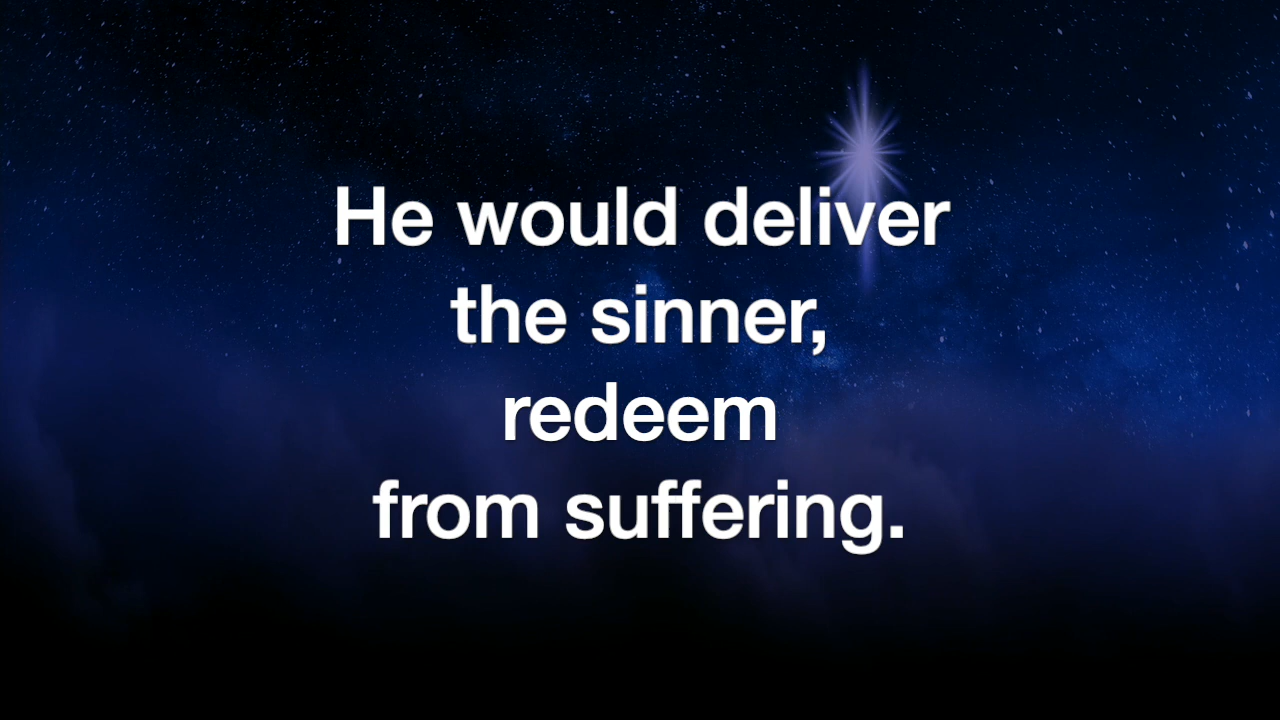 He would deliver
the sinner,
redeem
from suffering.